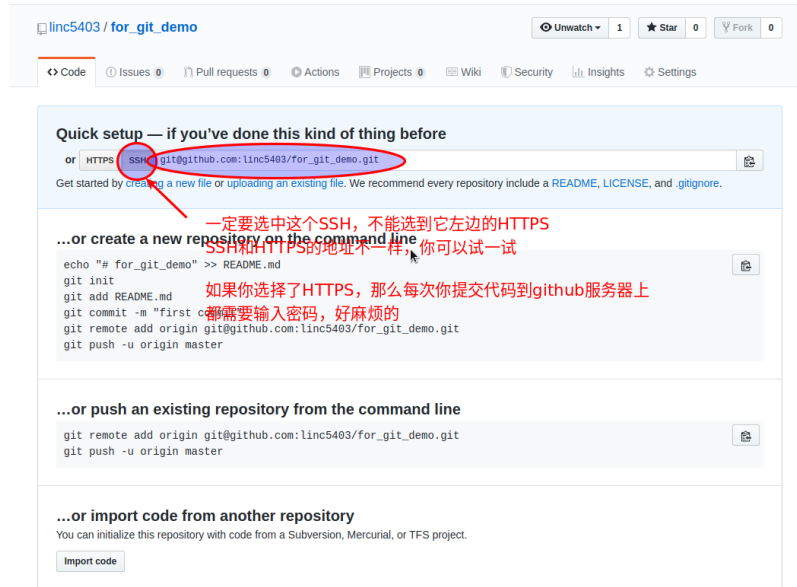 linc5403 / for_git_demo
Unwatch 1 Star 0 Fork 0
Code Issues 0 Pull requests 0 Actions Projects 0 Wiki Security Insights Settings
Quick setup — if you've done this kind of thing before
or HTTPS SSH git@github.com:linc5403/for_git_demo.git
Get started by creating a new file or uploading an existing file. We recommend every repository include a README, LICENSE, and .gitignore.
一定要选中这个SSH，不能选到它左边的HTTPS
…or create a new repository on the command line
SSH和HTTPS的地址不一样，你可以试一试
echo "# for_git_demo" >> README.md
git init
git add README.md
如果你选择了HTTPS，那么每次你提交代码到github服务器上
git commit -m "first commit"
都需要输入密码，好麻烦的
git remote add origin git@github.com:linc5403/for_git_demo.git
git push -u origin master
…or push an existing repository from the command line
git remote add origin git@github.com:linc5403/for_git_demo.git
git push -u origin master
…or import code from another repository
You can initialize this repository with code from a Subversion, Mercurial, or TFS project.
Import code